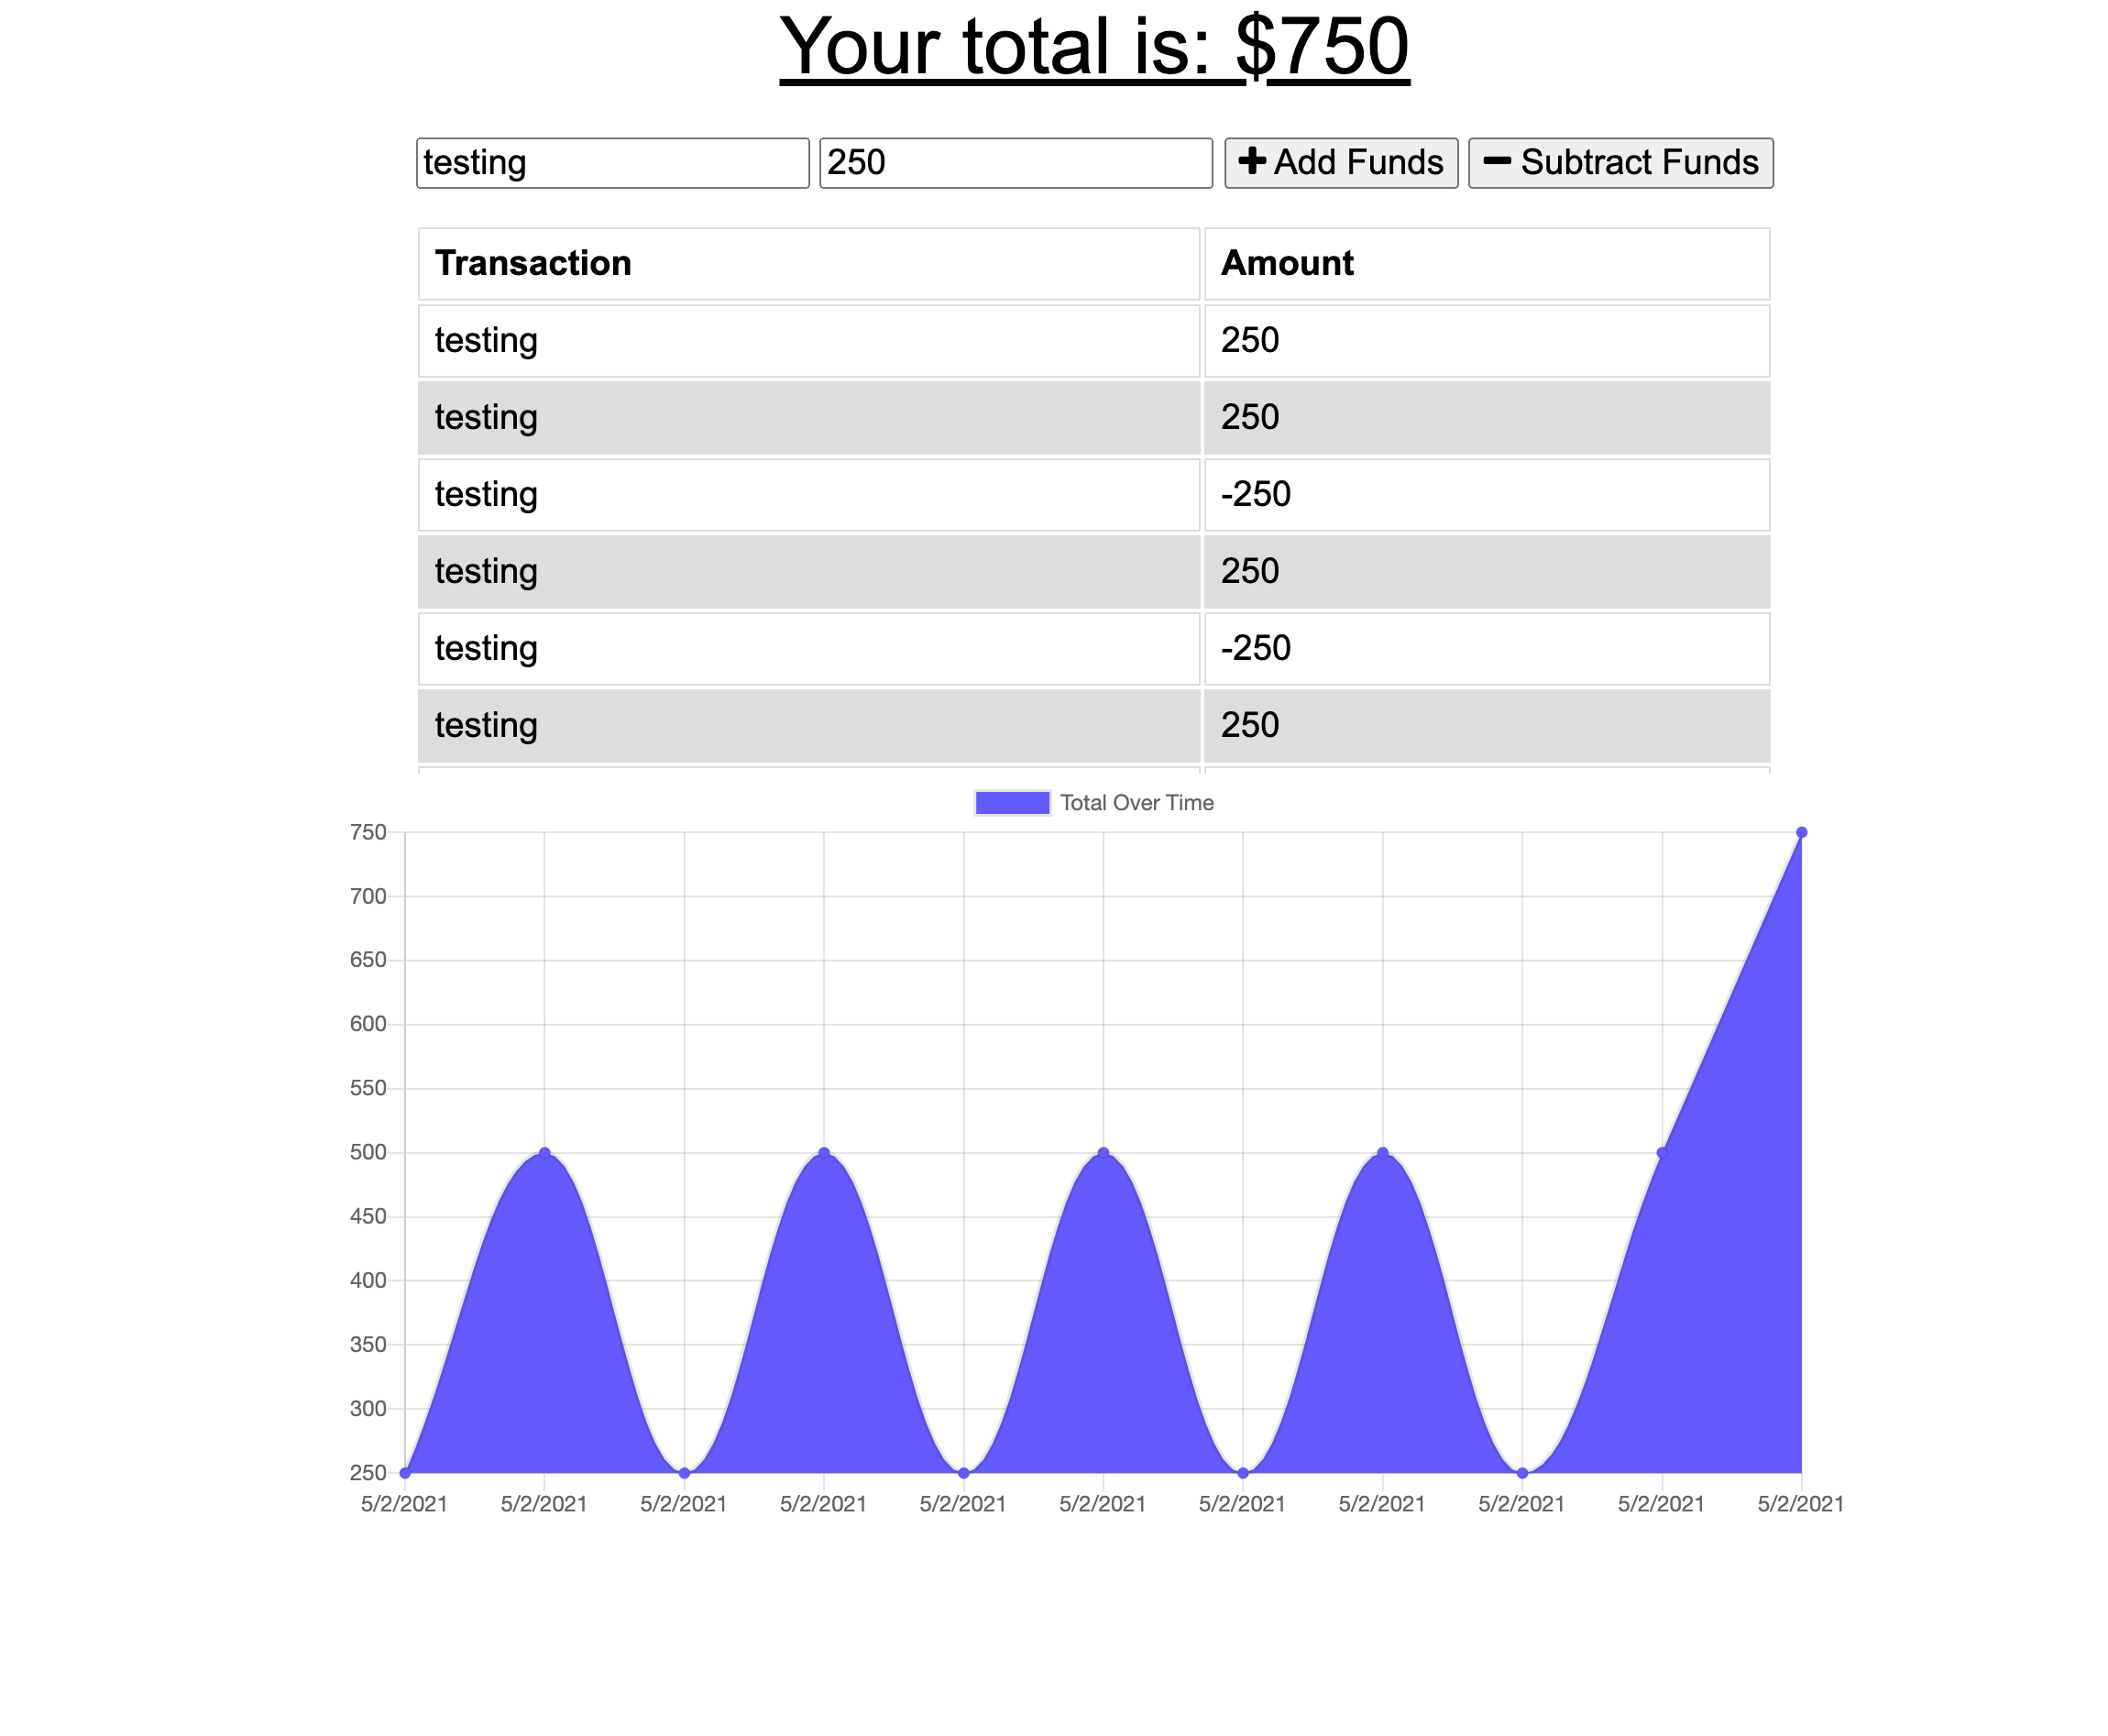 Your total is: $750
testing 250 Add Funds Subtract Funds
Transaction Amount
testing 250
testing 250
testing -250
testing 250
testing -250
testing 250
Total Over Time
750
700
650
600
550
500
450
400
350
300
250
5/2/2021 5/2/2021 5/2/2021 5/2/2021 5/2/2021 5/2/2021 5/2/2021 5/2/2021 5/2/2021 5/2/2021 5/2/2021